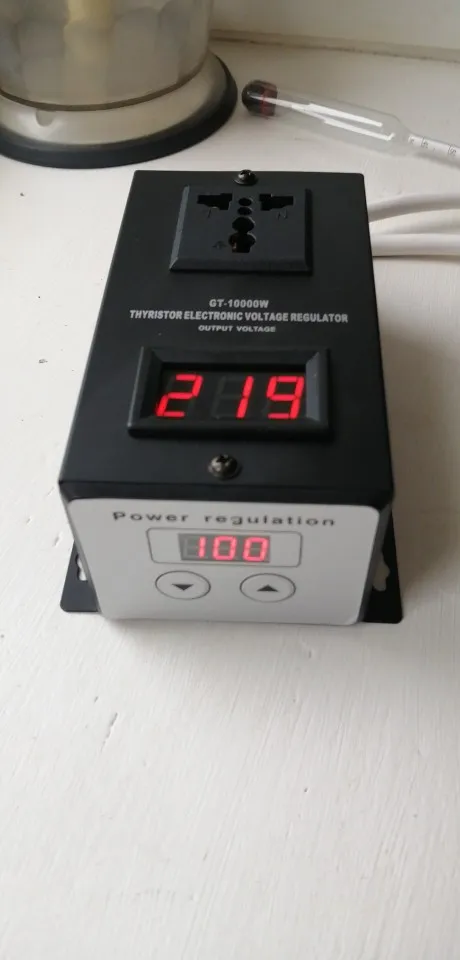 GT-10000W
THYRISTOR ELECTRONIC VOLTAGE REGULATOR
OUTPUT VOLTAGE
219
Power regulation
100